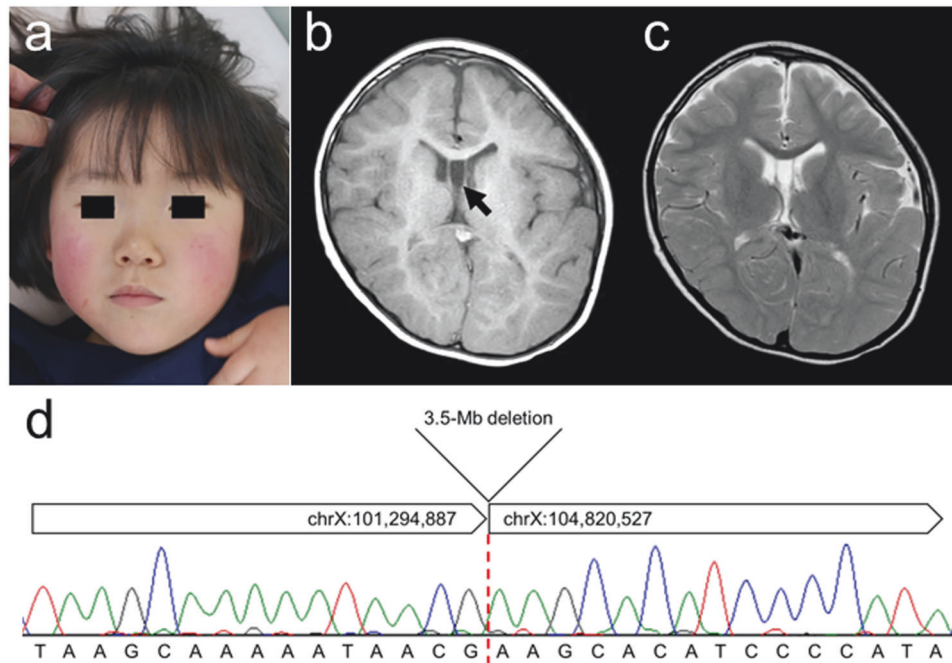 a
b
c
d
3.5-Mb deletion
chrX:101,294,887
chrX:104,820,527
T A A G C A A A A A T A A C G A A G C A C A T C C C C A T A